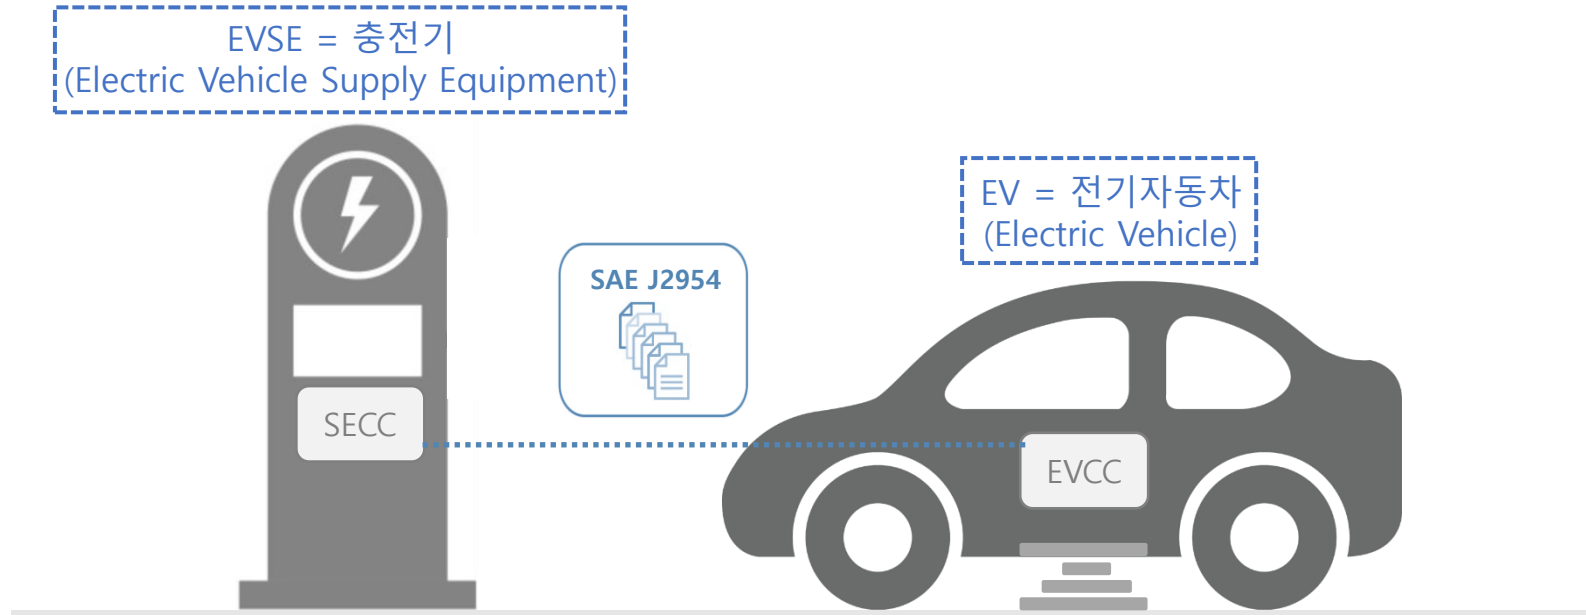 EVSE = 충전기
(Electric Vehicle Supply Equipment)
EV = 전기자동차
(Electric Vehicle)
SAE J2954
SECC
EVCC